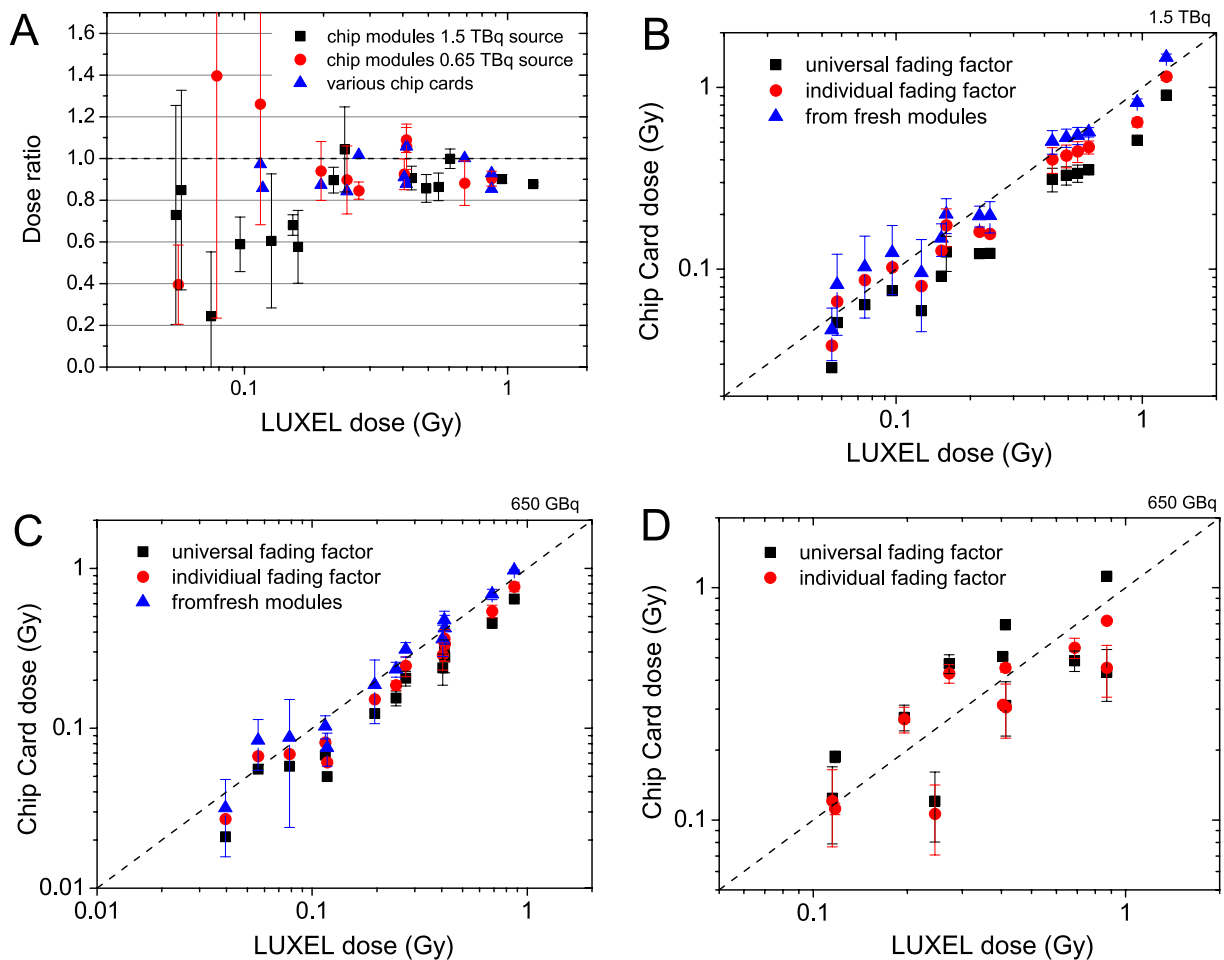 A
Dose ratio
1.6
1.4
1.2
1.0
0.8
0.6
0.4
0.2
0.0
chip modules 1.5 TBq source
chip modules 0.65 TBq source
various chip cards
0.1
1
LUXEL dose (Gy)
B
1.5 TBq
Chip Card dose (Gy)
1
0.1
universal fading factor
individual fading factor
from fresh modules
0.1
1
LUXEL dose (Gy)
C
650 GBq
Chip Card dose (Gy)
1
0.1
0.01
universal fading factor
individiual fading factor
fromfresh modules
0.01
0.1
1
LUXEL dose (Gy)
D
650 GBq
Chip Card dose (Gy)
1
0.1
universal fading factor
individual fading factor
0.1
1
LUXEL dose (Gy)